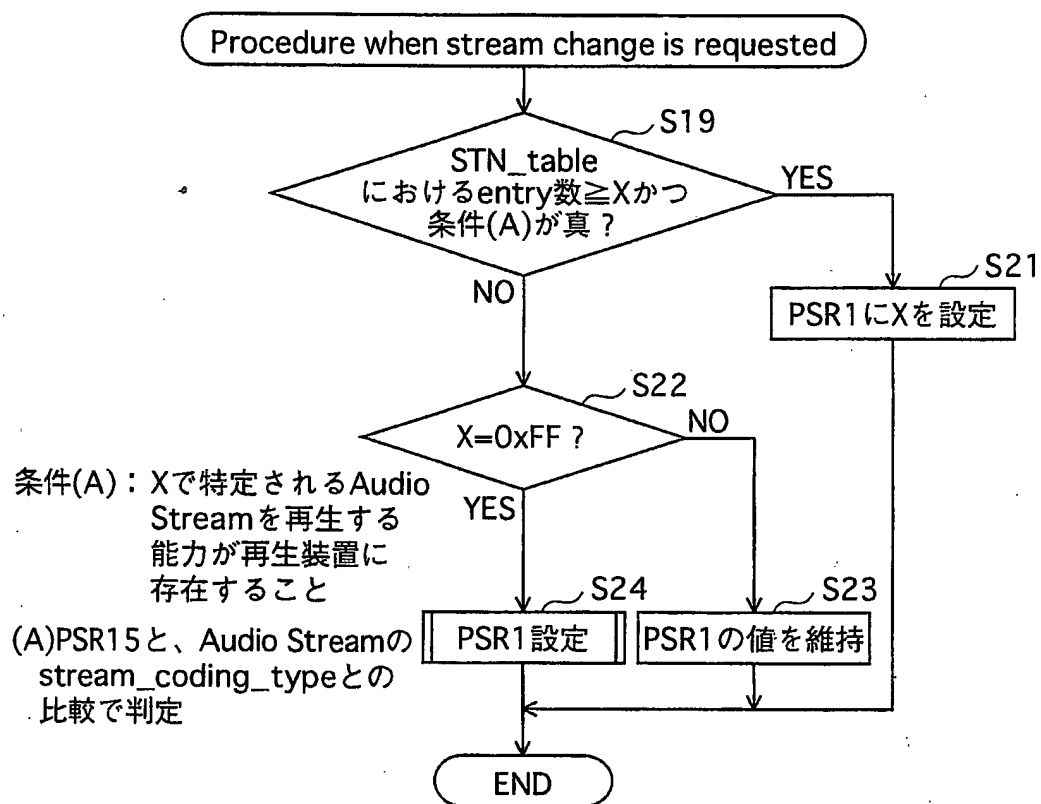 Procedure when stream change is requested
S19
STN_table
におけるentry数≧Xかつ
条件(A)が真？
YES
NO
S21
PSR1にXを設定
S22
X=0xFF？
NO
YES
条件(A)：Xで特定されるAudio
Streamを再生する
能力が再生装置に
存在すること
S24
PSR1設定
S23
PSR1の値を維持
(A)PSR15と、Audio Streamの
stream_coding_typeとの
比較で判定
END